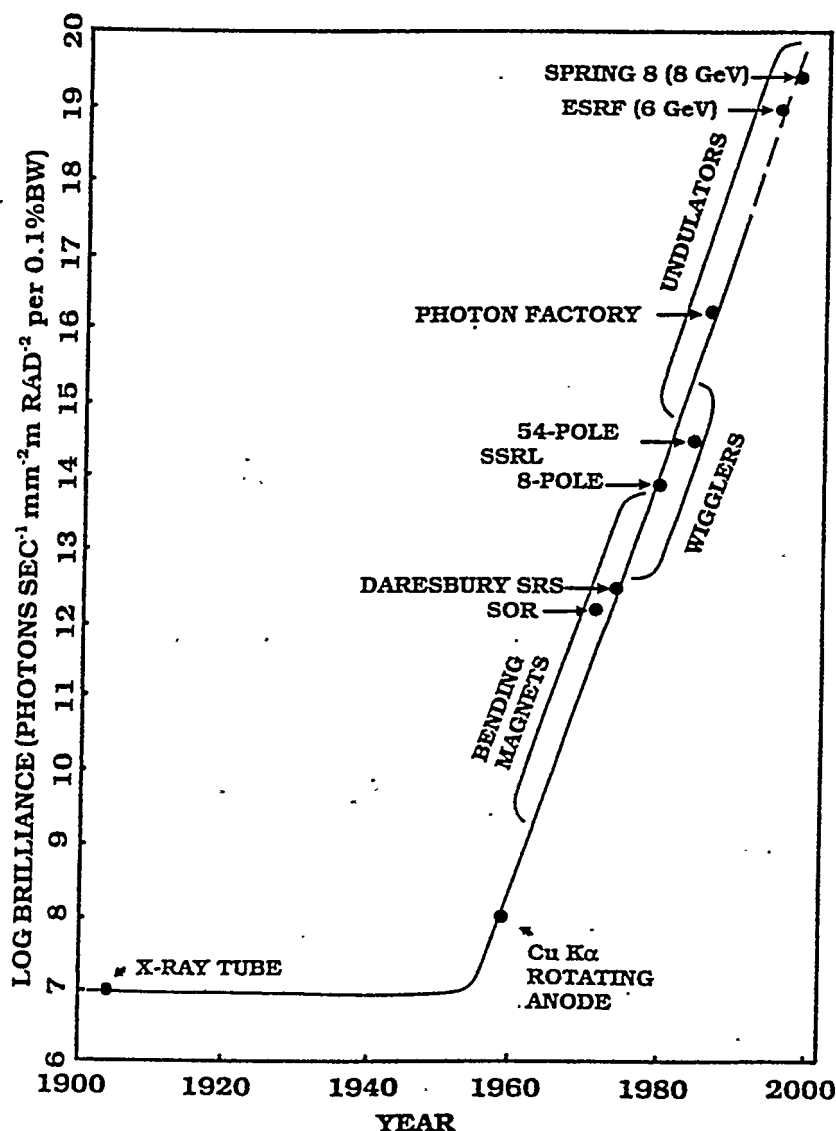 LOG BRILLIANCE (PHOTONS SEC⁻¹ mm⁻²m RAD⁻² per 0.1%BW)
20
19
18
17
16
15
14
13
12
11
10
9
8
7
6
SPRING 8 (8 GeV)
ESRF (6 GeV)
UNDULATORS
PHOTON FACTORY
54-POLE
SSRL
8-POLE
WIGGLERS
DARESBURY SRS
SOR
BENDING
MAGNETS
X-RAY TUBE
Cu Kα
ROTATING
ANODE
1900
1920
1940
1960
1980
2000
YEAR